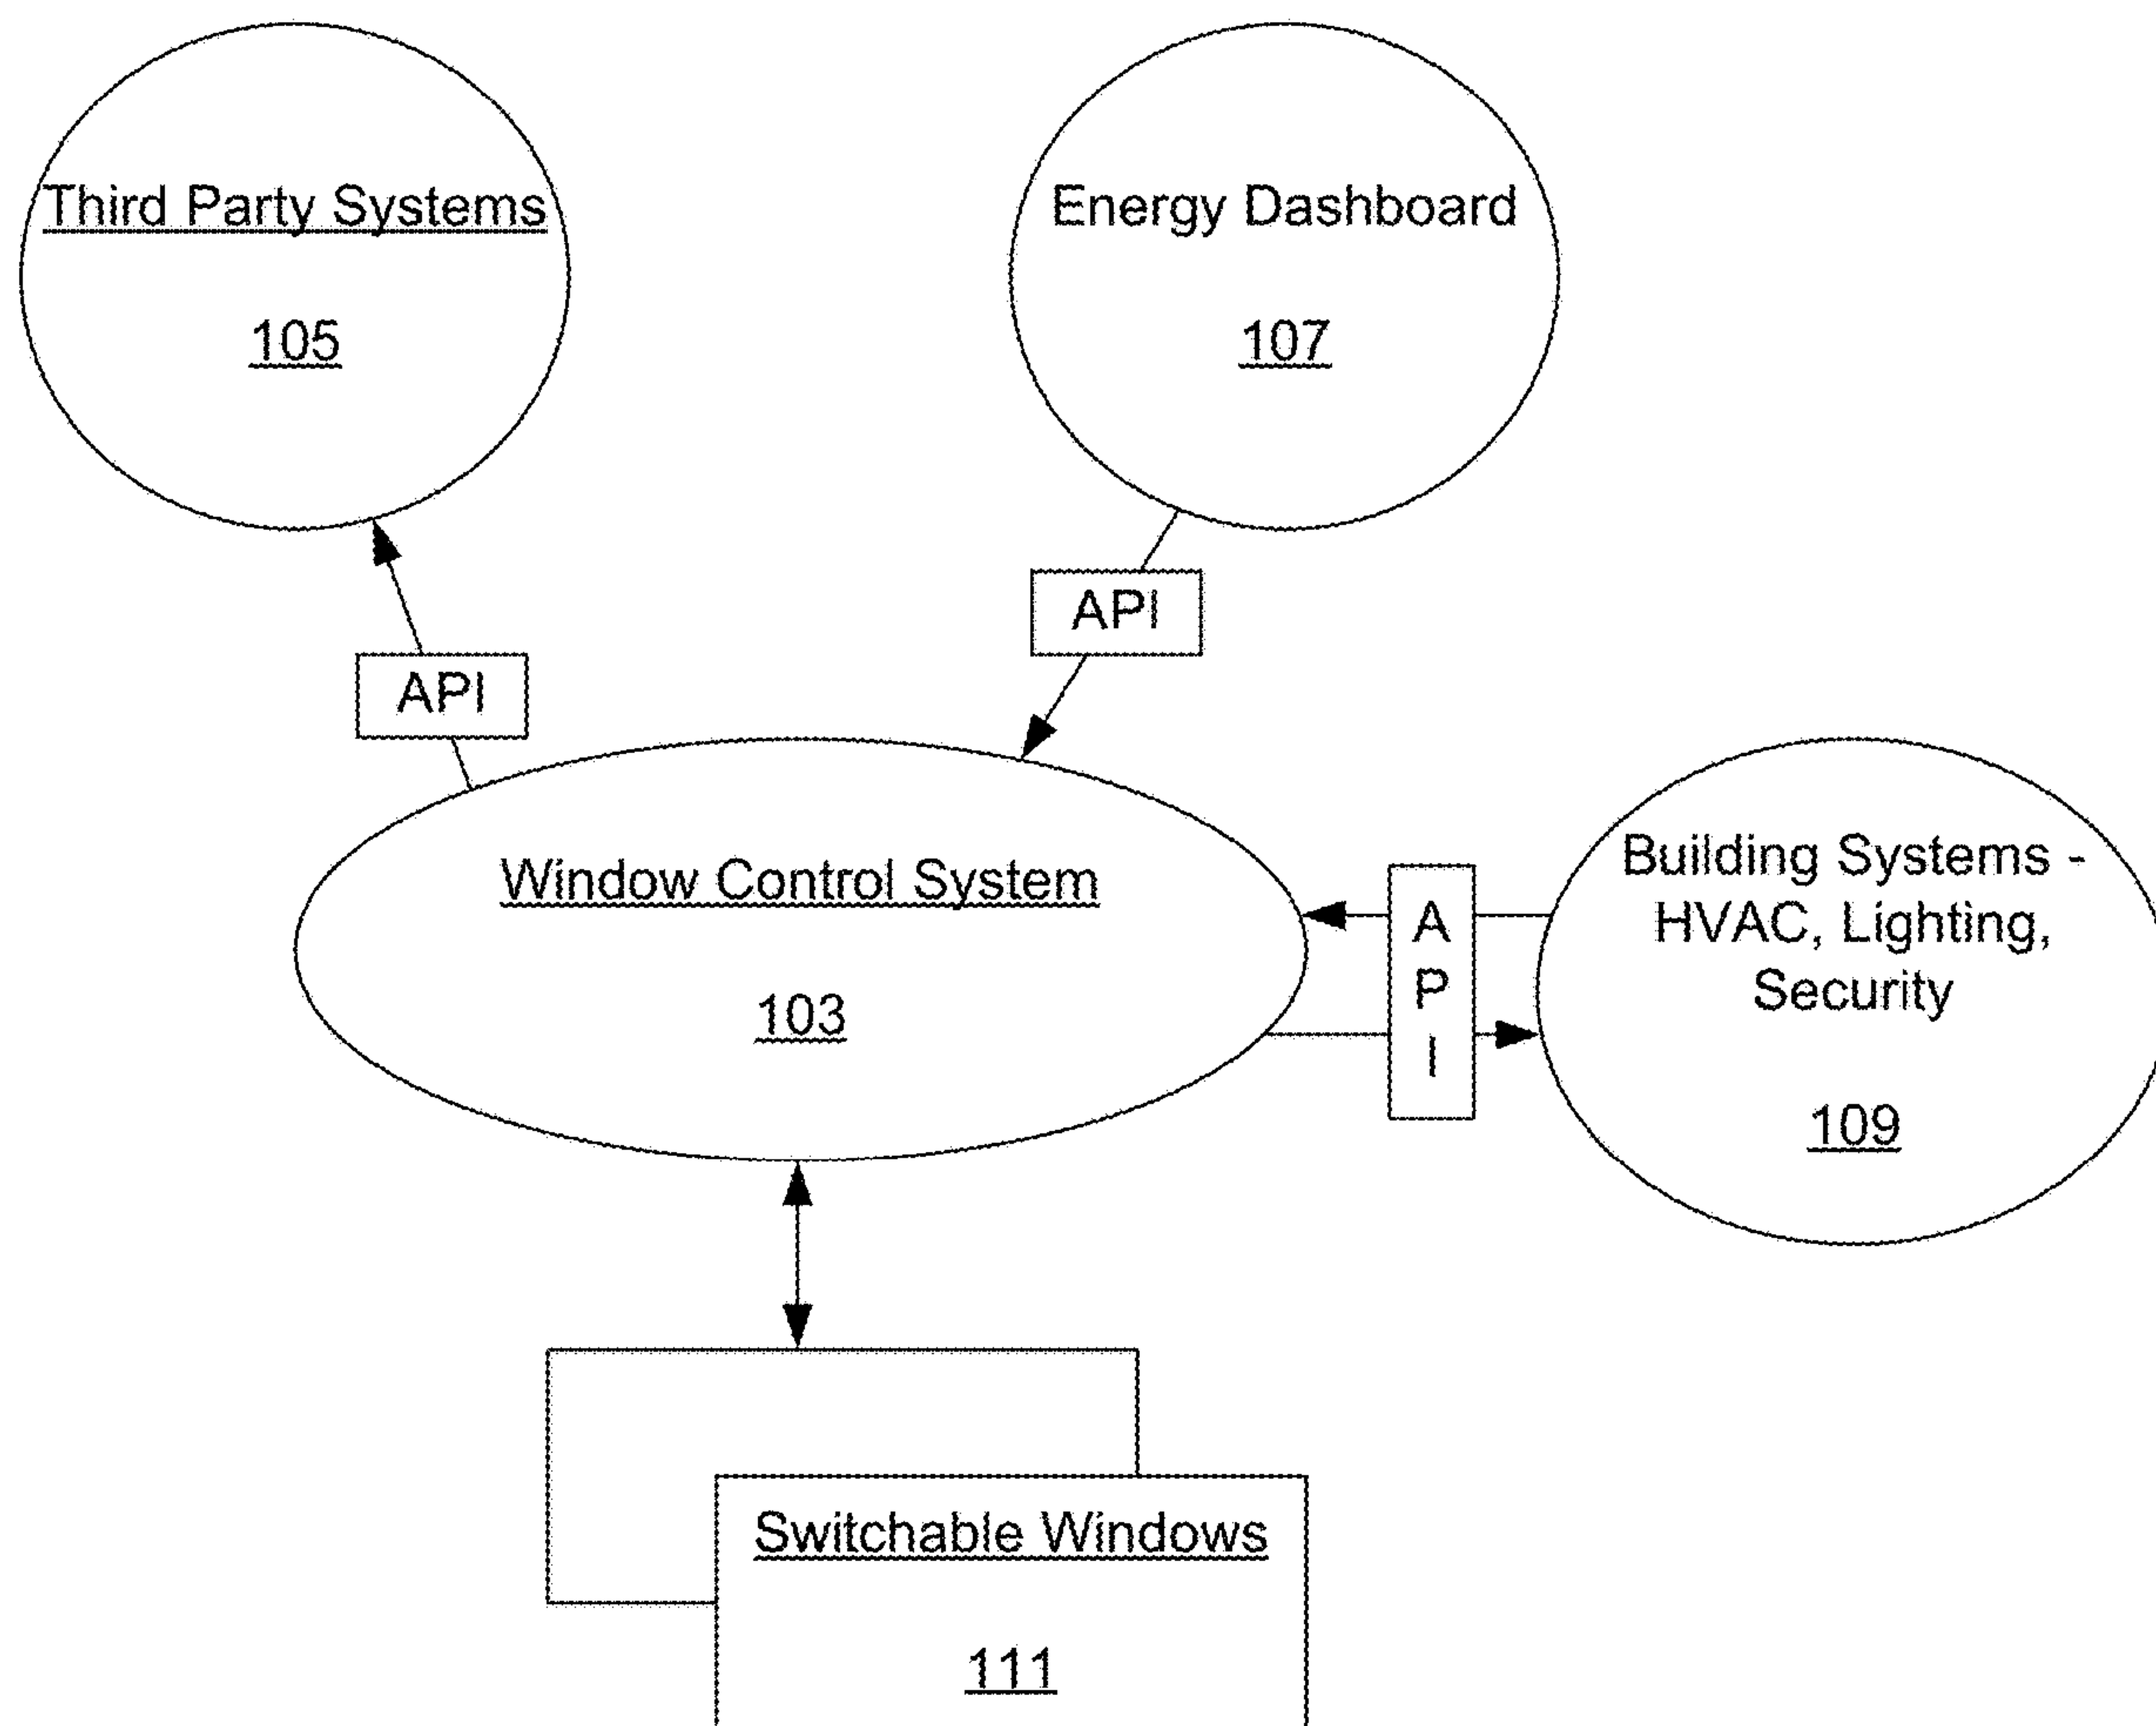 Third Party Systems
105
Energy Dashboard
107
API
API
Window Control System
103
A
P
I
Building Systems -
HVAC, Lighting,
Security
109
Switchable Windows
111